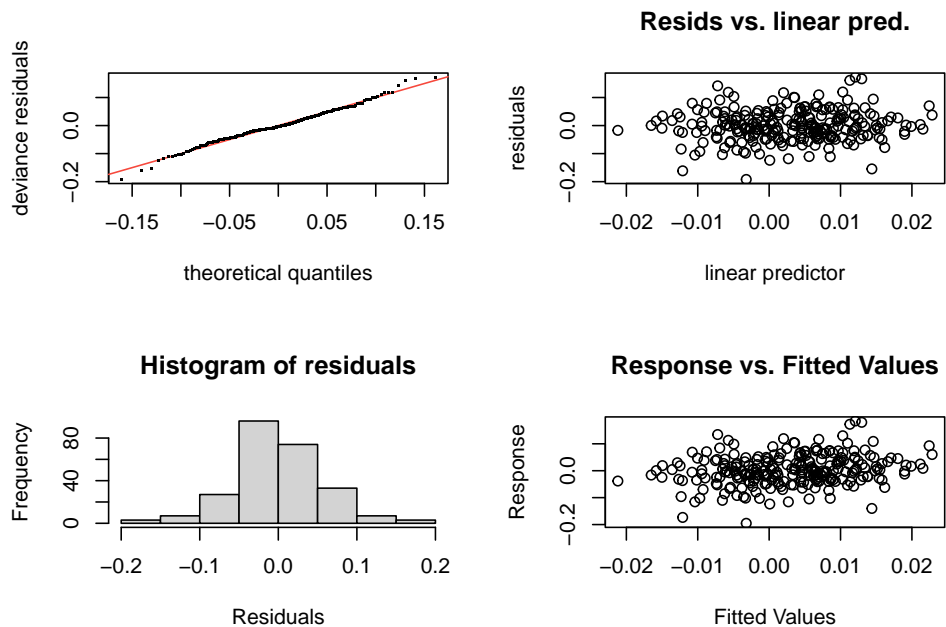 deviance residuals
0.0
−0.2
−0.15
−0.05
0.05
0.15
theoretical quantiles
Resids vs. linear pred.
residuals
0.0
−0.2
−0.02
−0.01
0.00
0.01
0.02
linear predictor
Histogram of residuals
Frequency
80
40
0
−0.2
−0.1
0.0
0.1
0.2
Residuals
Response vs. Fitted Values
Response
0.0
−0.2
−0.02
−0.01
0.00
0.01
0.02
Fitted Values